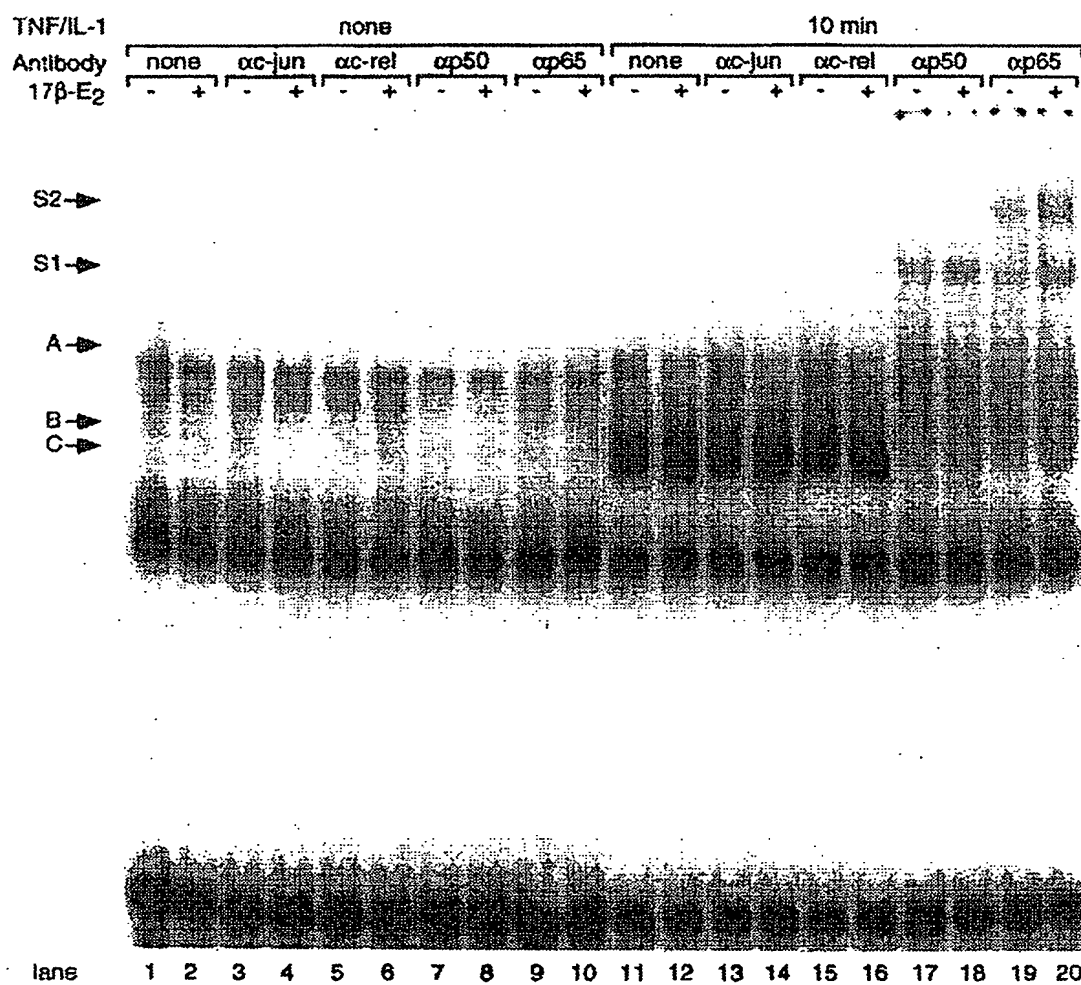 TNF/IL-1 none 10 min
Antibody none αc-jun αc-rel αp50 αp65 none αc-jun αc-rel αp50 αp65
17β-E₂ - + - + - + - + - + - + - + - + - + - +
S2
S1
A
B
C
lane 1 2 3 4 5 6 7 8 9 10 11 12 13 14 15 16 17 18 19 20